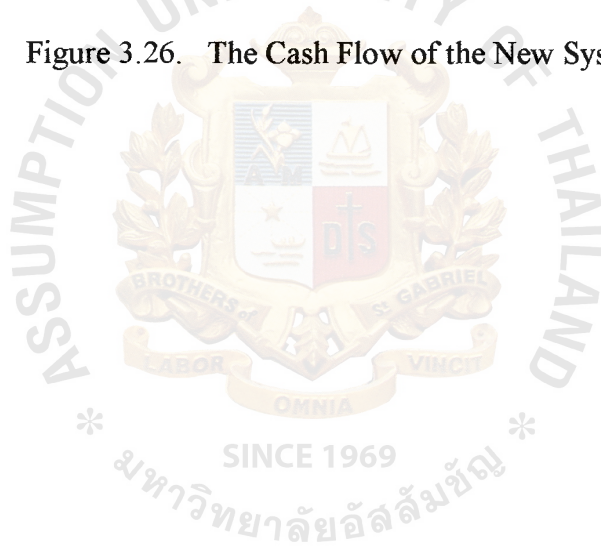 Figure 3.26. The Cash Flow of the New Sys
ASSUMPTION UNIVERSITY OF THAILAND
A M
D S
BROTHERS of St GABRIEL
LABOR
VINCIT
OMNIA
SINCE 1969
มหาวิทยาลัยอัสสัมชัญ